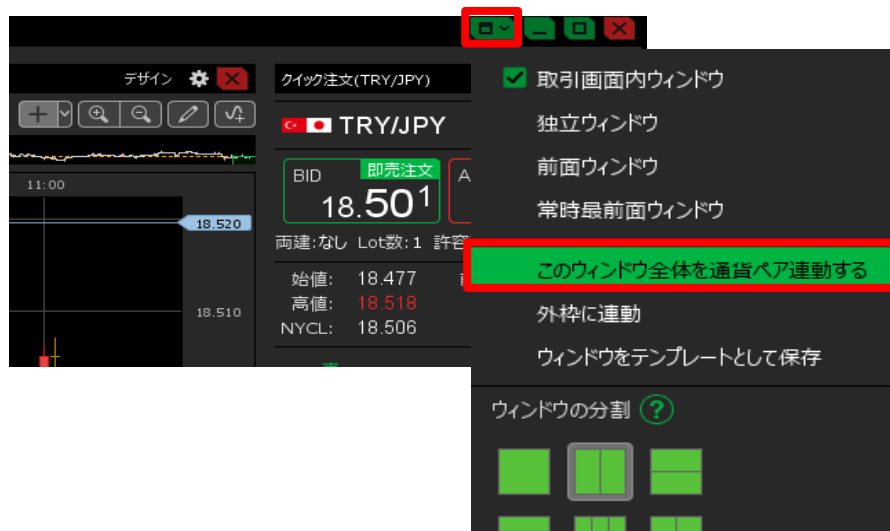 デザイン
クイック注文(TRY/JPY)
TRY/JPY
11:00
BID 即売注文
A
18.501
18.520
両建:なし Lot数:1 許容
始値: 18.477
高値: 18.518
NYCL: 18.506
18.510
取引画面内ウィンドウ
独立ウィンドウ
前面ウィンドウ
常時最前面ウィンドウ
このウィンドウ全体を通貨ペア連動する
外枠に連動
ウィンドウをテンプレートとして保存
ウィンドウの分割 ?